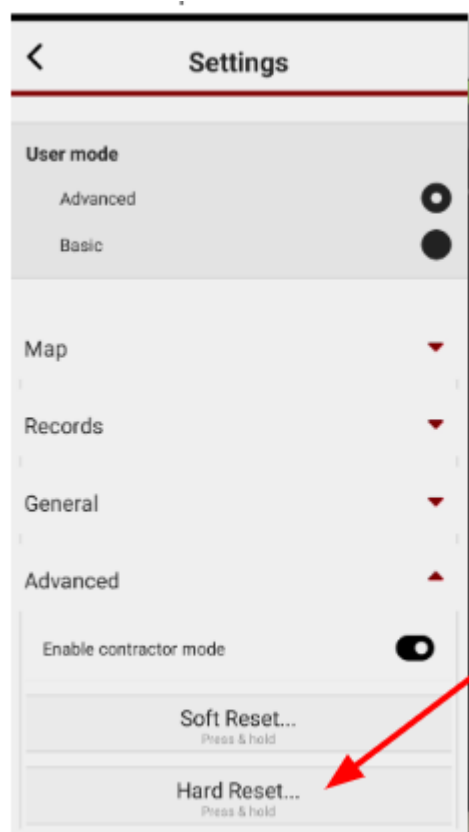 Settings
User mode
Advanced
Basic
Map
Records
General
Advanced
Enable contractor mode
Soft Reset...
Press & hold
Hard Reset...
Press & hold